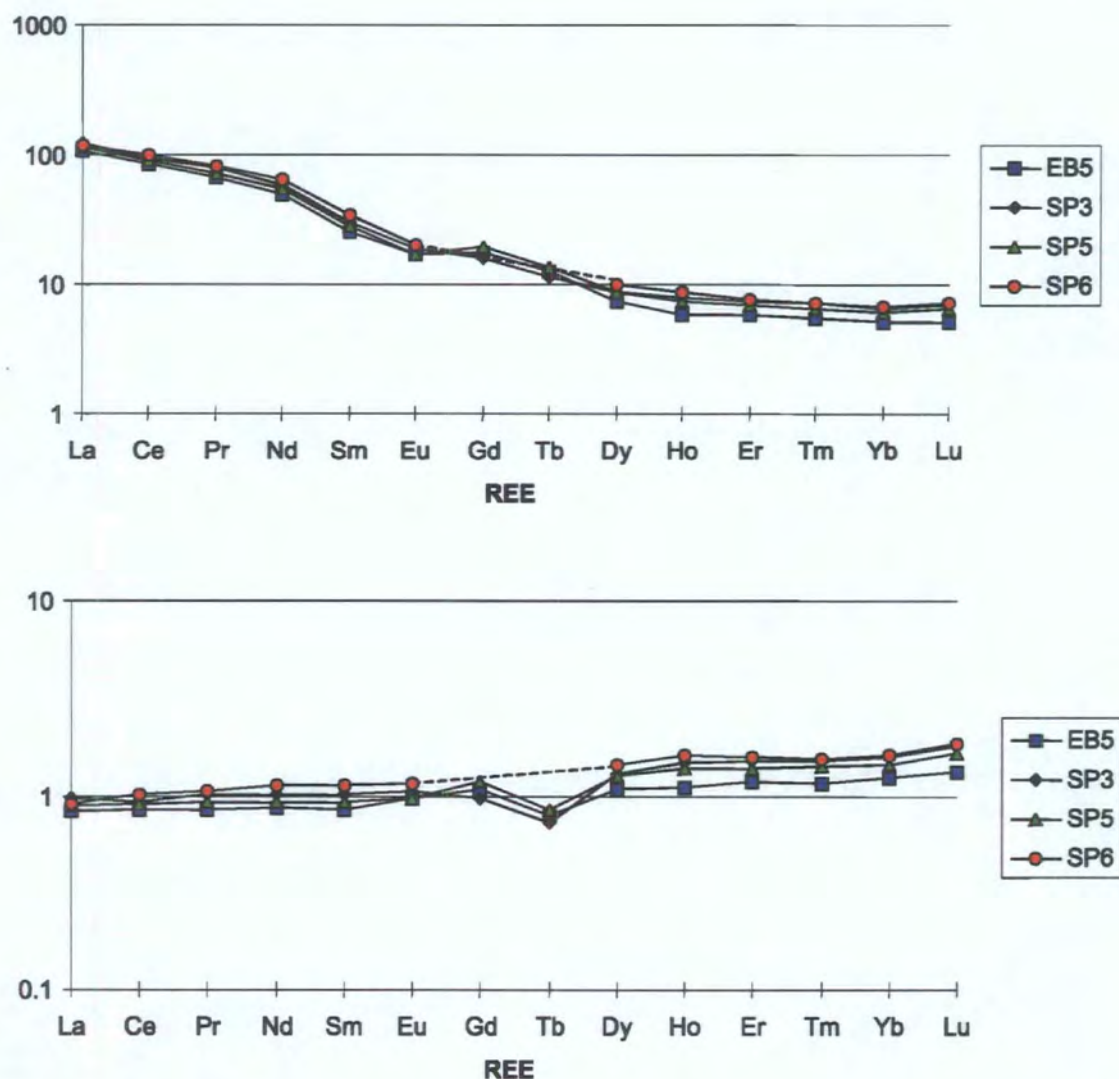 1000
100
10
1
La Ce Pr Nd Sm Eu Gd Tb Dy Ho Er Tm Yb Lu
REE
EB5
SP3
SP5
SP6
10
1
0.1
La Ce Pr Nd Sm Eu Gd Tb Dy Ho Er Tm Yb Lu
REE
EB5
SP3
SP5
SP6